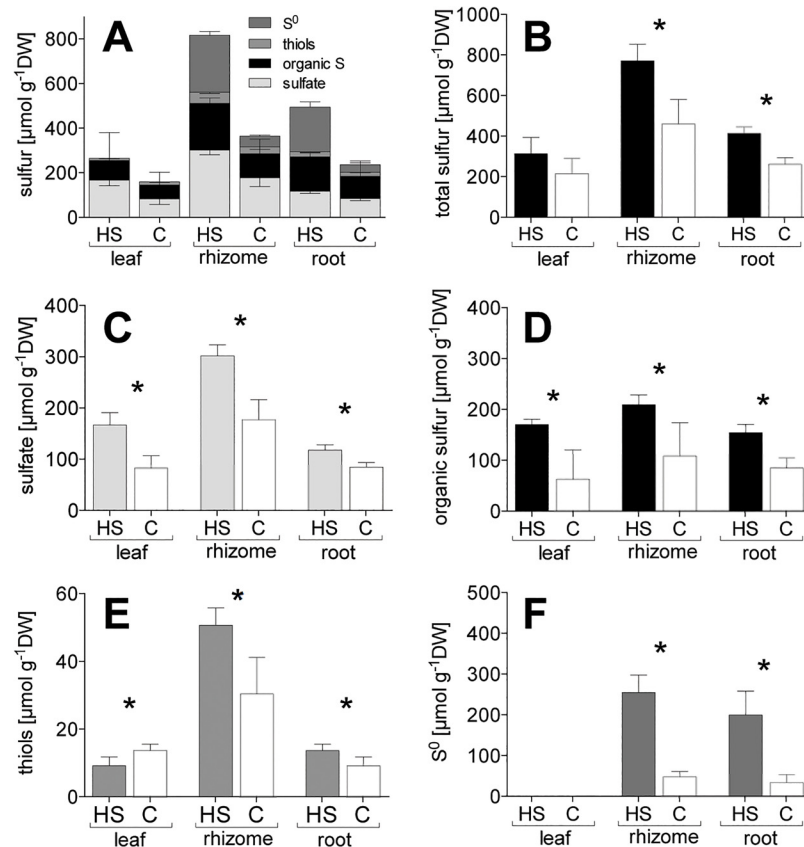 A
S⁰
thiols
organic S
sulfate
sulfur [µmol g⁻¹DW]
800
600
400
200
0
HS C HS C HS C
leaf rhizome root
B
total sulfur [µmol g⁻¹DW]
1000
800
600
400
200
0
* *
HS C HS C HS C
leaf rhizome root
C
sulfate [µmol g⁻¹DW]
400
300
200
100
0
* * *
HS C HS C HS C
leaf rhizome root
D
organic sulfur [µmol g⁻¹DW]
400
300
200
100
0
* * *
HS C HS C HS C
leaf rhizome root
E
thiols [µmol g⁻¹DW]
60
40
20
0
* * *
HS C HS C HS C
leaf rhizome root
F
S⁰ [µmol g⁻¹DW]
500
400
300
200
100
0
* *
HS C HS C HS C
leaf rhizome root